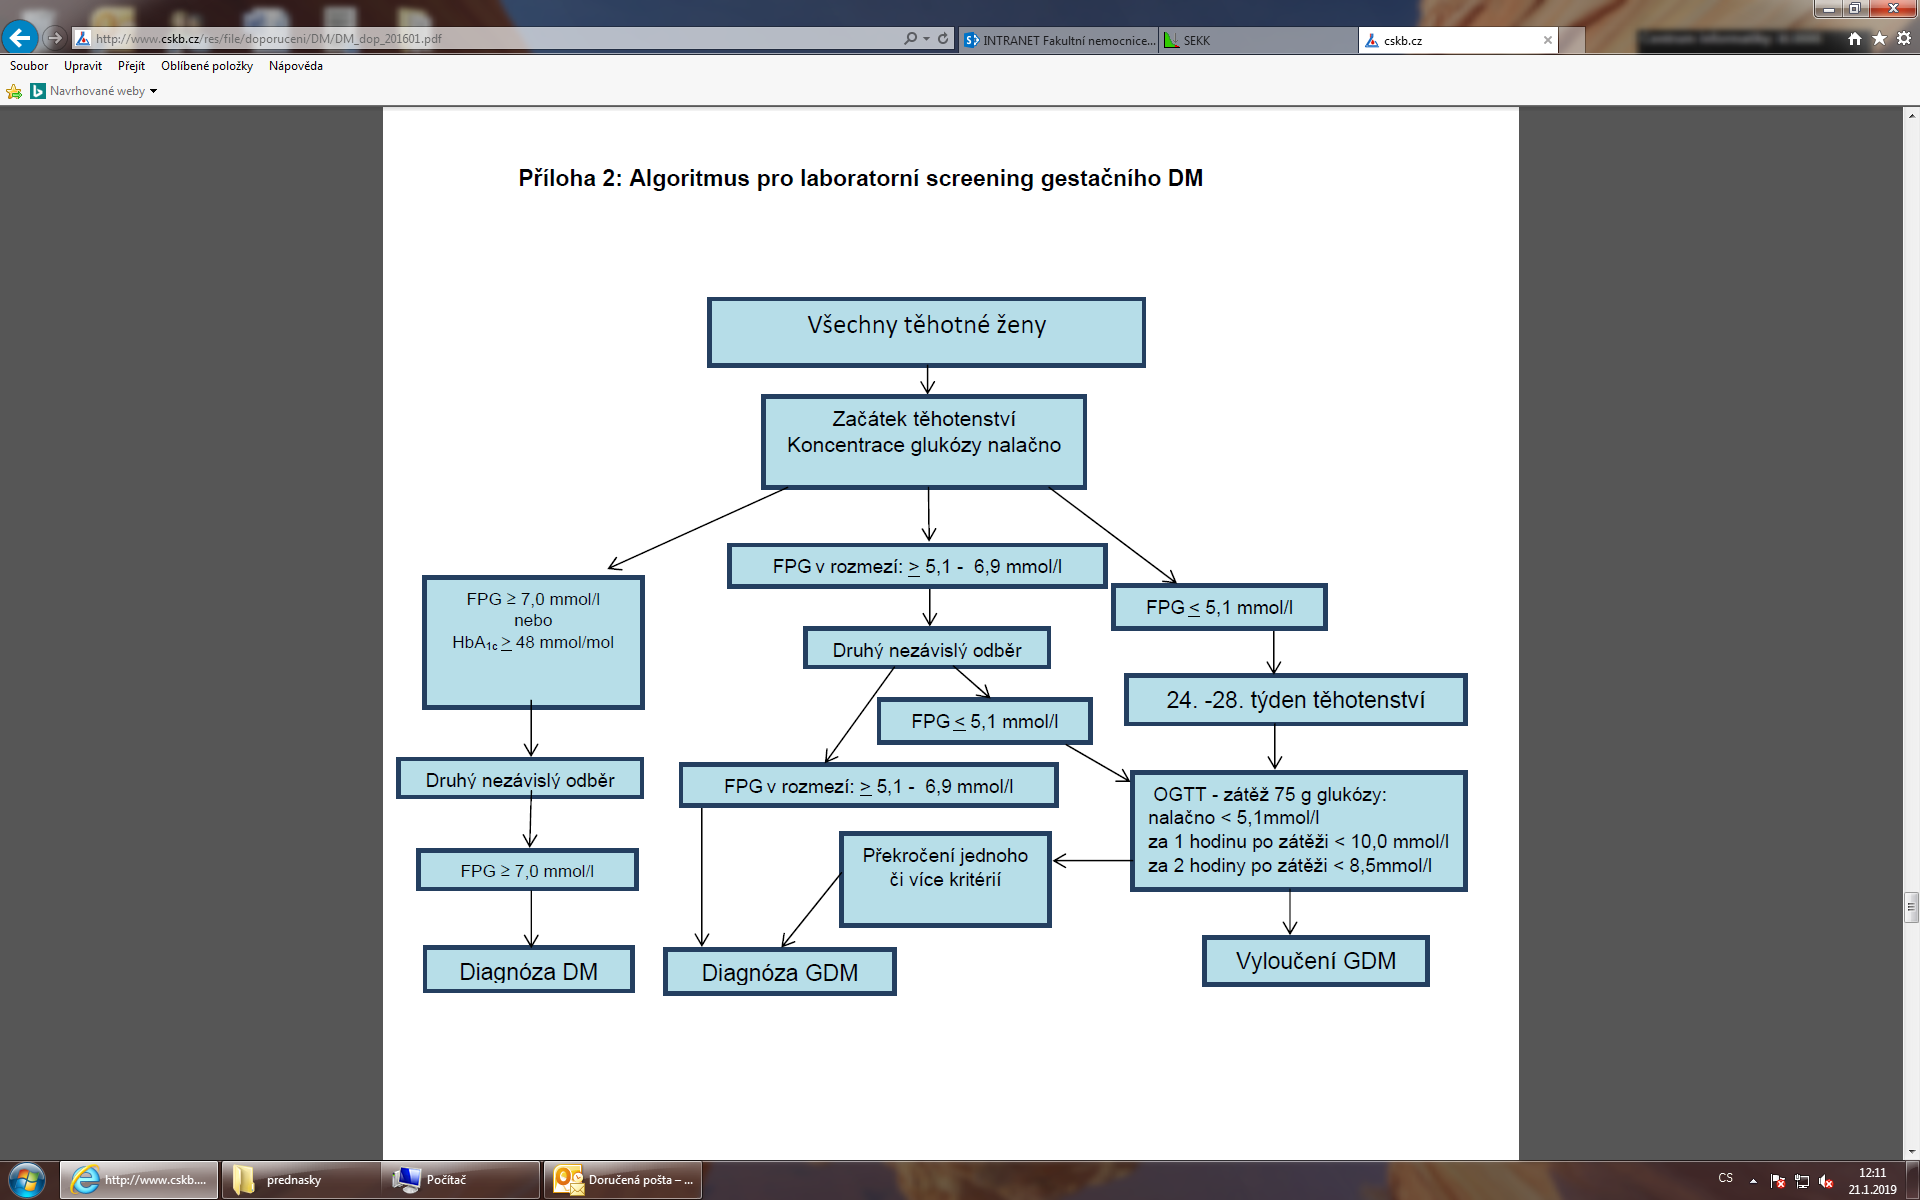 http://www.cskb.cz/res/file/doporuceni/DM/DM_dop_201601.pdf
INTRANET Fakultní nemocnice...
SEKK
cskb.cz
Soubor Upravit Přejít Oblíbené položky Nápověda
Navrhované weby
Příloha 2: Algoritmus pro laboratorní screening gestačního DM
Všechny těhotné ženy
Začátek těhotenství
Koncentrace glukózy nalačno
FPG ≥ 7,0 mmol/l
nebo
HbA1c ≥ 48 mmol/mol
Druhý nezávislý odběr
FPG ≥ 7,0 mmol/l
Diagnóza DM
FPG v rozmezí: ≥ 5,1 - 6,9 mmol/l
Druhý nezávislý odběr
FPG ≤ 5,1 mmol/l
FPG v rozmezí: ≥ 5,1 - 6,9 mmol/l
Překročení jednoho
či více kritérií
Diagnóza GDM
FPG ≤ 5,1 mmol/l
24. -28. týden těhotenství
OGTT - zátěž 75 g glukózy:
nalačno < 5,1mmol/l
za 1 hodinu po zátěži < 10,0 mmol/l
za 2 hodiny po zátěži < 8,5mmol/l
Vyloučení GDM
http://www.cskb....
prednasky
Počítač
Doručená pošta – ...
CS
12:11
21.1.2019